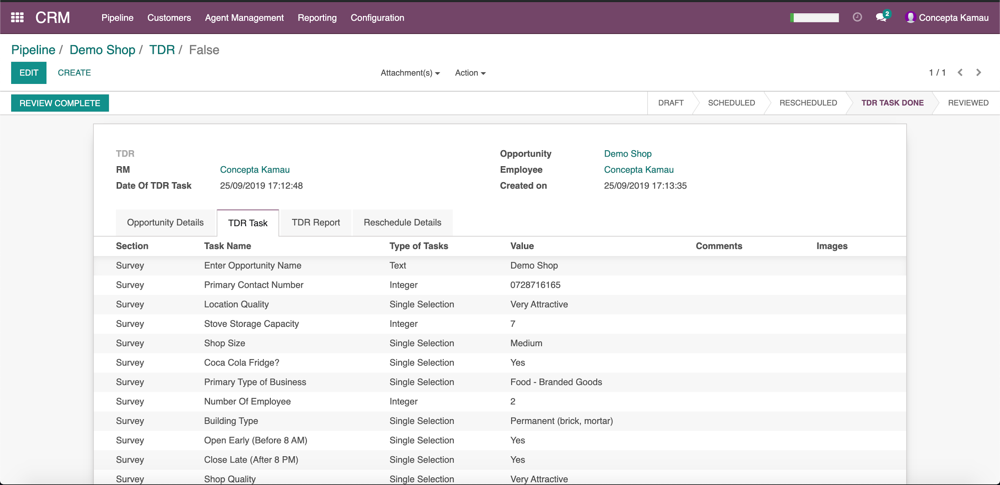 CRM Pipeline Customers Agent Management Reporting Configuration 2 Concepta Kamau
Pipeline / Demo Shop / TDR / False
EDIT CREATE Attachment(s) Action 1 / 1
REVIEW COMPLETE DRAFT SCHEDULED RESCHEDULED TDR TASK DONE REVIEWED
TDR Opportunity Demo Shop
RM Concepta Kamau Employee Concepta Kamau
Date Of TDR Task 25/09/2019 17:12:48 Created on 25/09/2019 17:13:35
Opportunity Details TDR Task TDR Report Reschedule Details
Section Task Name Type of Tasks Value Comments Images
Survey Enter Opportunity Name Text Demo Shop
Survey Primary Contact Number Integer 0728716165
Survey Location Quality Single Selection Very Attractive
Survey Stove Storage Capacity Integer 7
Survey Shop Size Single Selection Medium
Survey Coca Cola Fridge? Single Selection Yes
Survey Primary Type of Business Single Selection Food - Branded Goods
Survey Number Of Employee Integer 2
Survey Building Type Single Selection Permanent (brick, mortar)
Survey Open Early (Before 8 AM) Single Selection Yes
Survey Close Late (After 8 PM) Single Selection Yes
Survey Shop Quality Single Selection Very Attractive